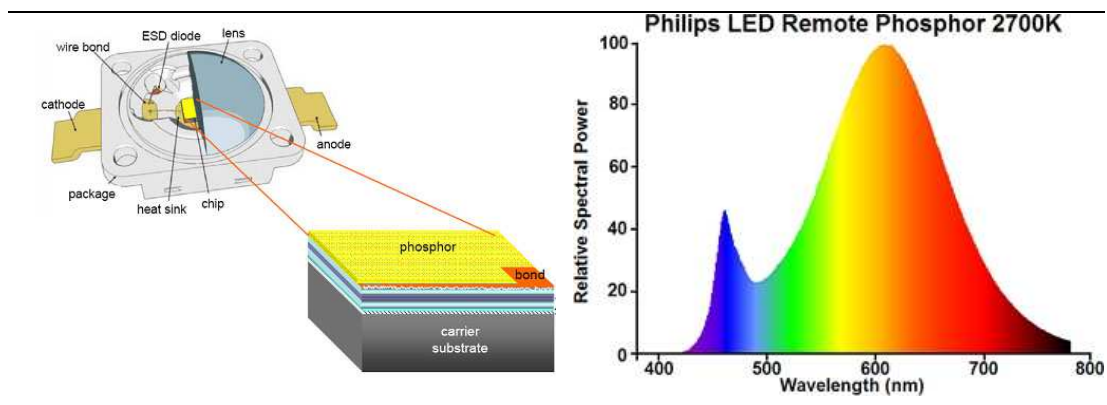 ESD diode
lens
wire bond
cathode
anode
package
heat sink
chip
phosphor
bond
carrier
substrate
Philips LED Remote Phosphor 2700K
Relative Spectral Power
100
80
60
40
20
0
400 500 600 700 800
Wavelength (nm)